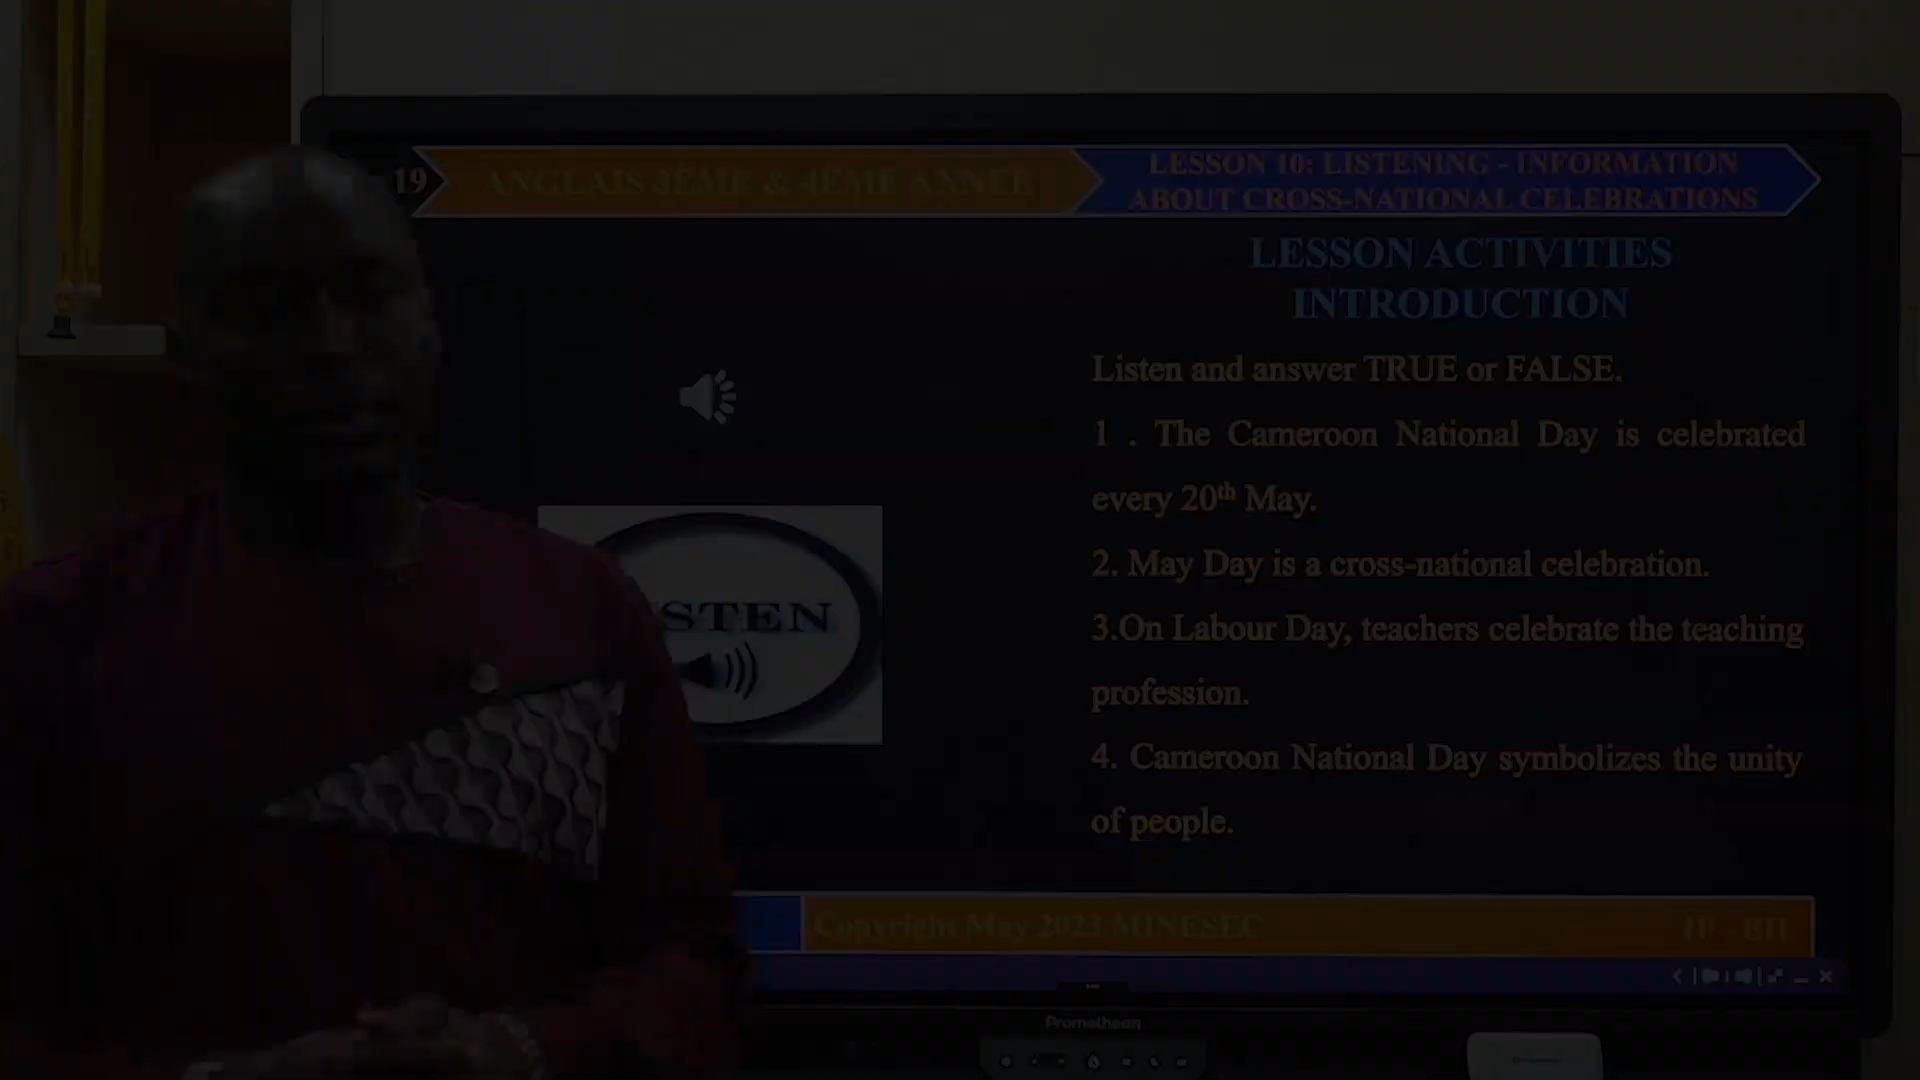 19
ANGLAIS 3ÈME & 4ÈME ANNÉE
LESSON 10: LISTENING - INFORMATION
ABOUT CROSS-NATIONAL CELEBRATIONS
LESSON ACTIVITIES
INTRODUCTION
Listen and answer TRUE or FALSE.
1 . The Cameroon National Day is celebrated
every 20th May.
2. May Day is a cross-national celebration.
3.On Labour Day, teachers celebrate the teaching
profession.
4. Cameroon National Day symbolizes the unity
of people.
STEN
Copyright May 2023 MINESEC
Promethean